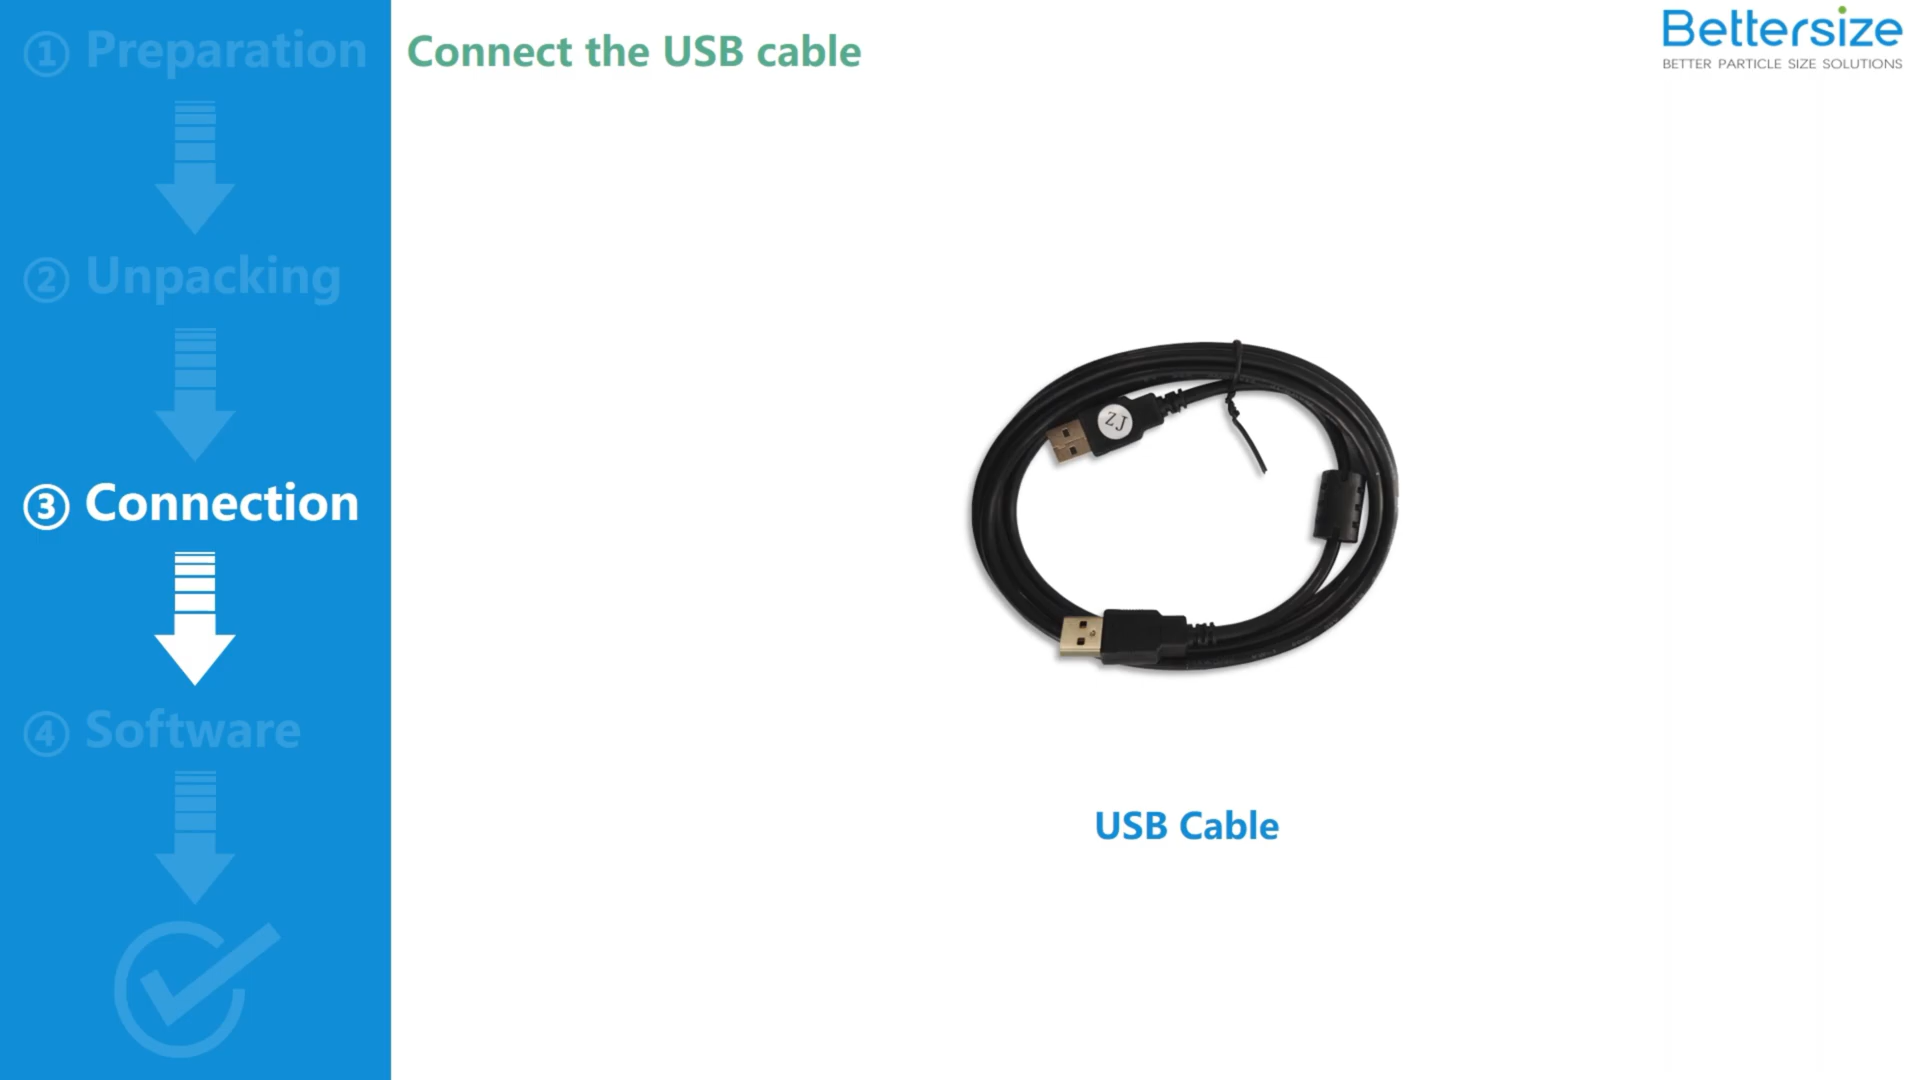 ① Preparation
② Unpacking
③ Connection
④ Software
Connect the USB cable
Bettersize
BETTER PARTICLE SIZE SOLUTIONS
ZJ
USB Cable